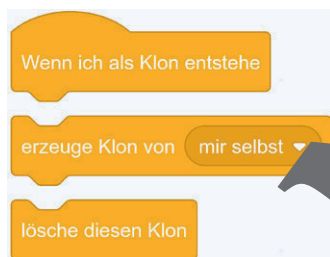 Wenn ich als Klon entstehe
erzeuge Klon von mir selbst
lösche diesen Klon